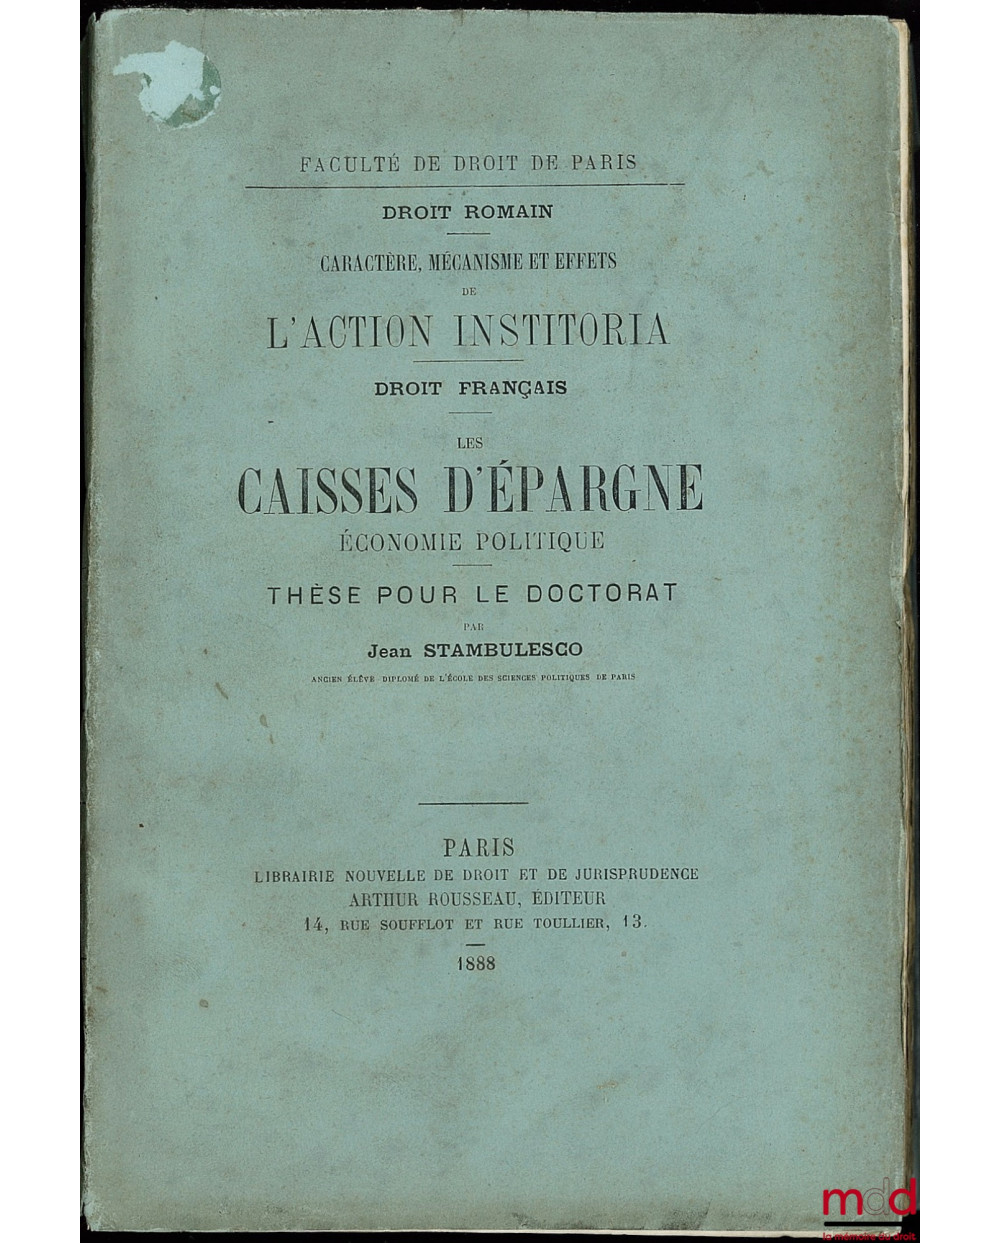 FACULTÉ DE DROIT DE PARIS
DROIT ROMAIN
CARACTÈRE, MÉCANISME ET EFFETS
DE
L'ACTION INSTITORIA
DROIT FRANÇAIS
LES
CAISSES D'ÉPARGNE
ÉCONOMIE POLITIQUE
THÈSE POUR LE DOCTORAT
PAR
Jean STAMBULESCO
ANCIEN ÉLÈVE DIPLOMÉ DE L'ÉCOLE DES SCIENCES POLITIQUES DE PARIS
PARIS
LIBRAIRIE NOUVELLE DE DROIT ET DE JURISPRUDENCE
ARTHUR ROUSSEAU, ÉDITEUR
14, RUE SOUFFLOT ET RUE TOULLIER, 13.
1888
mdd
la mémoire du droit